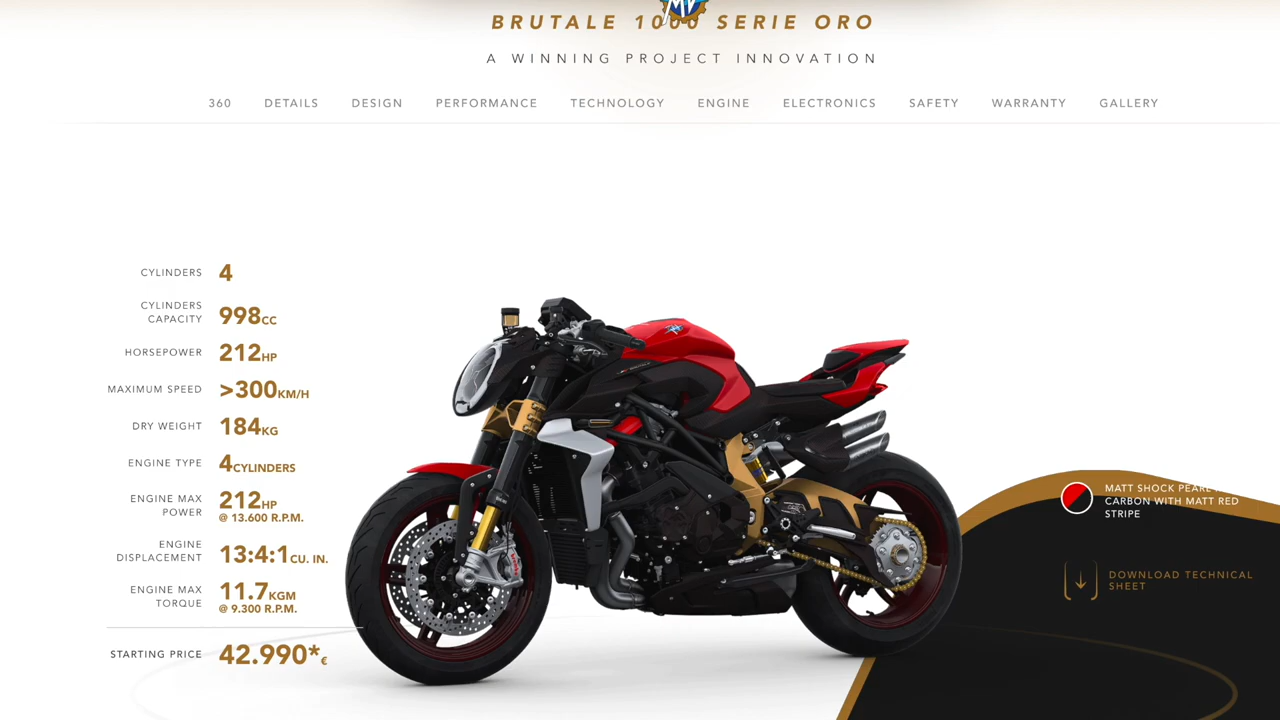 BRUTALE 1000 SERIE ORO
A WINNING PROJECT INNOVATION
360 DETAILS DESIGN PERFORMANCE TECHNOLOGY ENGINE ELECTRONICS SAFETY WARRANTY GALLERY
CYLINDERS 4
CYLINDERS
CAPACITY 998CC
HORSEPOWER 212HP
MAXIMUM SPEED >300KM/H
DRY WEIGHT 184KG
ENGINE TYPE 4CYLINDERS
ENGINE MAX
POWER 212HP
@ 13.600 R.P.M.
ENGINE
DISPLACEMENT 13:4:1CU. IN.
ENGINE MAX
TORQUE 11.7KGM
@ 9.300 R.P.M.
STARTING PRICE 42.990*€
MATT SHOCK PEARL
CARBON WITH MATT RED
STRIPE
DOWNLOAD TECHNICAL
SHEET